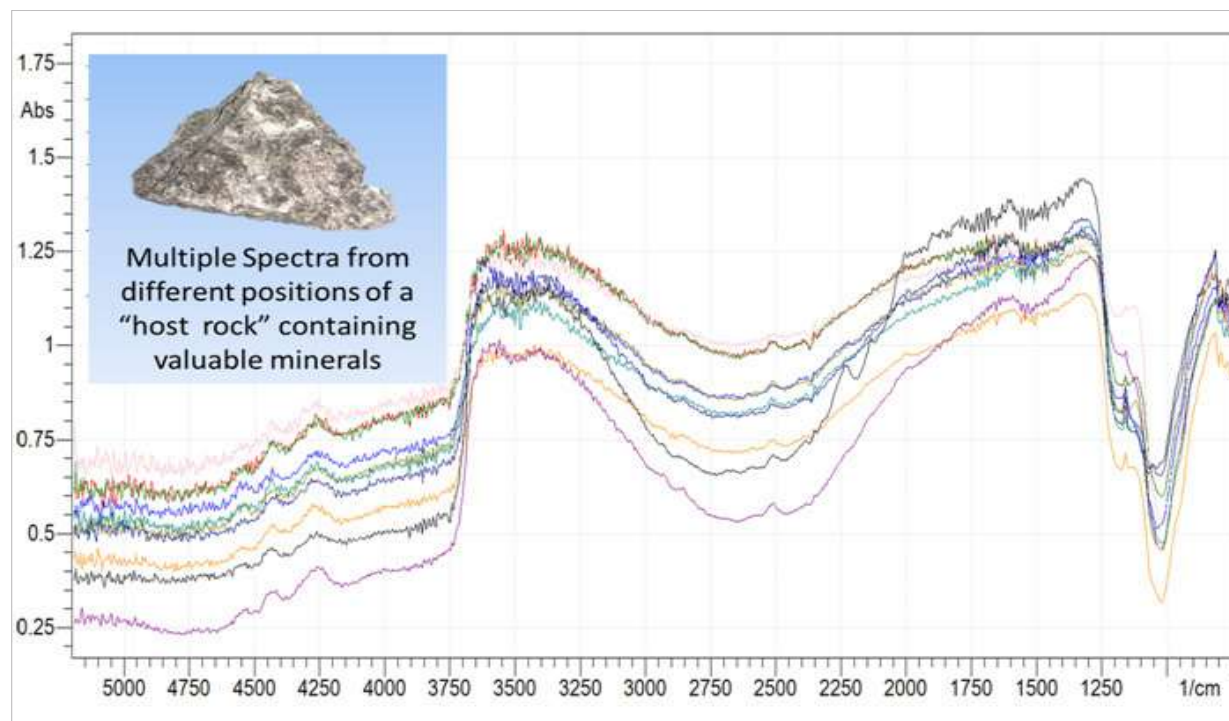 1.75
Abs
1.5
1.25
1
0.75
0.5
0.25
Multiple Spectra from
different positions of a
“host rock” containing
valuable minerals
5000 4750 4500 4250 4000 3750 3500 3250 3000 2750 2500 2250 2000 1750 1500 1250 1/cm